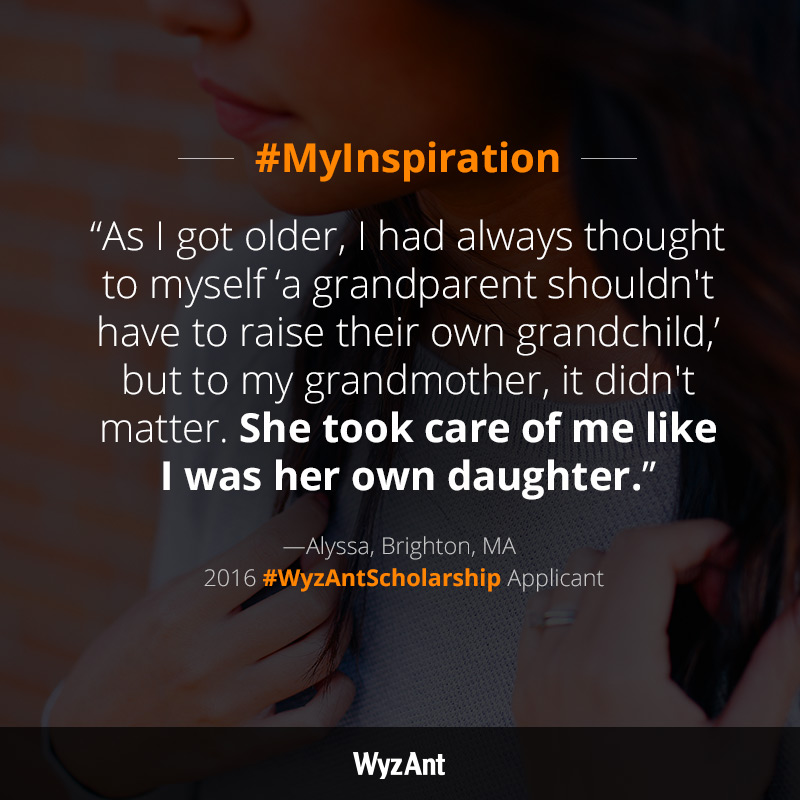 #MyInspiration
“As I got older, I had always thought
to myself ‘a grandparent shouldn't
have to raise their own grandchild,’
but to my grandmother, it didn't
matter. She took care of me like
I was her own daughter.”
—Alyssa, Brighton, MA
2016 #WyzAntScholarship Applicant
WyzAnt